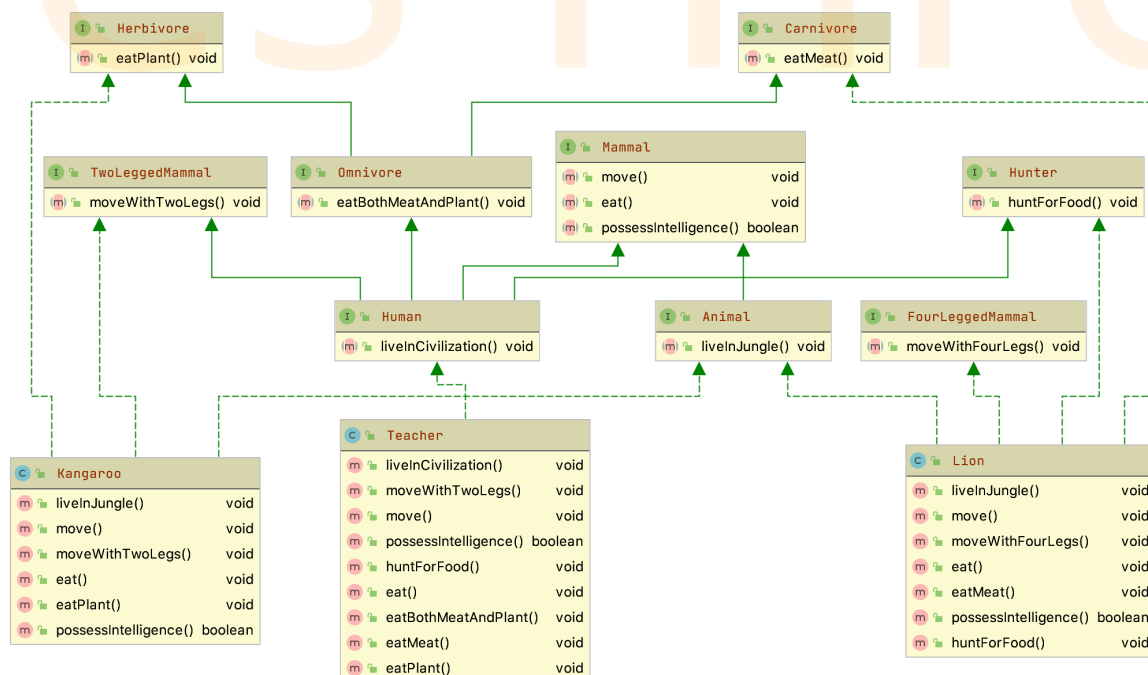 I Herbivore
m eatPlant() void
I Carnivore
m eatMeat() void
I TwoLeggedMammal
m moveWithTwoLegs() void
I Omnivore
m eatBothMeatAndPlant() void
I Mammal
m move() void
m eat() void
m possessIntelligence() boolean
I Hunter
m huntForFood() void
I Human
m liveInCivilization() void
I Animal
m liveInJungle() void
I FourLeggedMammal
m moveWithFourLegs() void
C Kangaroo
m liveInJungle() void
m move() void
m moveWithTwoLegs() void
m eat() void
m eatPlant() void
m possessIntelligence() boolean
C Teacher
m liveInCivilization() void
m moveWithTwoLegs() void
m move() void
m possessIntelligence() boolean
m huntForFood() void
m eat() void
m eatBothMeatAndPlant() void
m eatMeat() void
m eatPlant() void
C Lion
m liveInJungle() void
m move() void
m moveWithFourLegs() void
m eat() void
m eatMeat() void
m possessIntelligence() boolean
m huntForFood() void